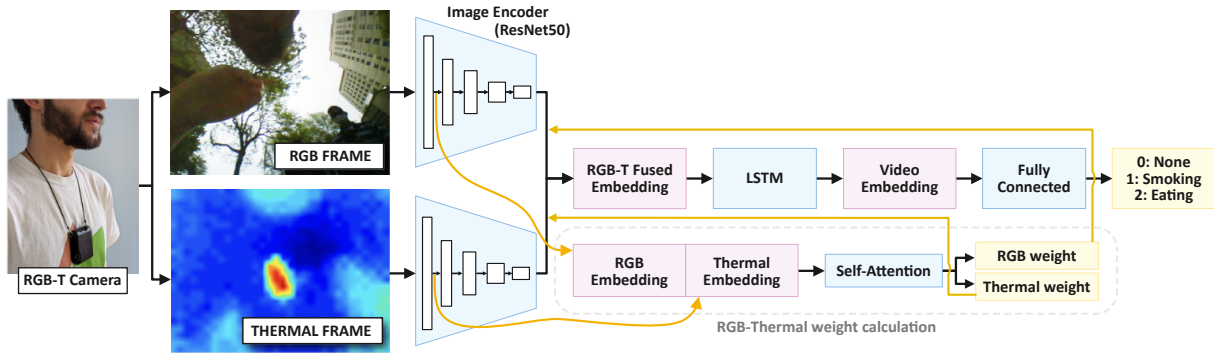 Image Encoder
(ResNet50)
RGB FRAME
RGB-T Camera
THERMAL FRAME
RGB-T Fused
Embedding
LSTM
Video
Embedding
Fully
Connected
0: None
1: Smoking
2: Eating
RGB
Embedding
Thermal
Embedding
Self-Attention
RGB weight
Thermal weight
RGB-Thermal weight calculation